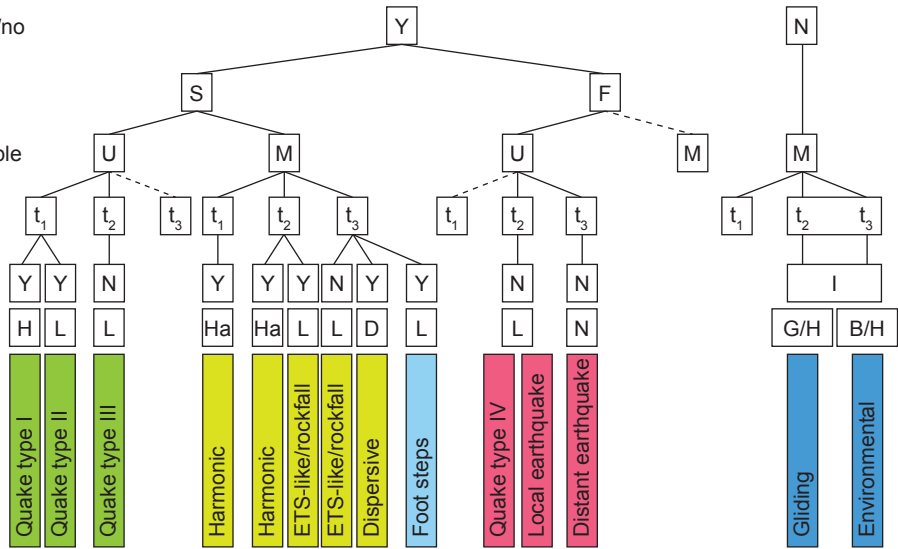 /no Y N
S F
ple U M U M M
t₁ t₂ t₃ t₁ t₂ t₃ t₁ t₂ t₃ t₁ t₂ t₃
Y Y N Y Y Y N Y Y N N I
H L L Ha Ha L L D L L N G/H B/H
Quake type I
Quake type II
Quake type III
Harmonic
Harmonic
ETS-like/rockfall
ETS-like/rockfall
Dispersive
Foot steps
Quake type IV
Local earthquake
Distant earthquake
Gliding
Environmental